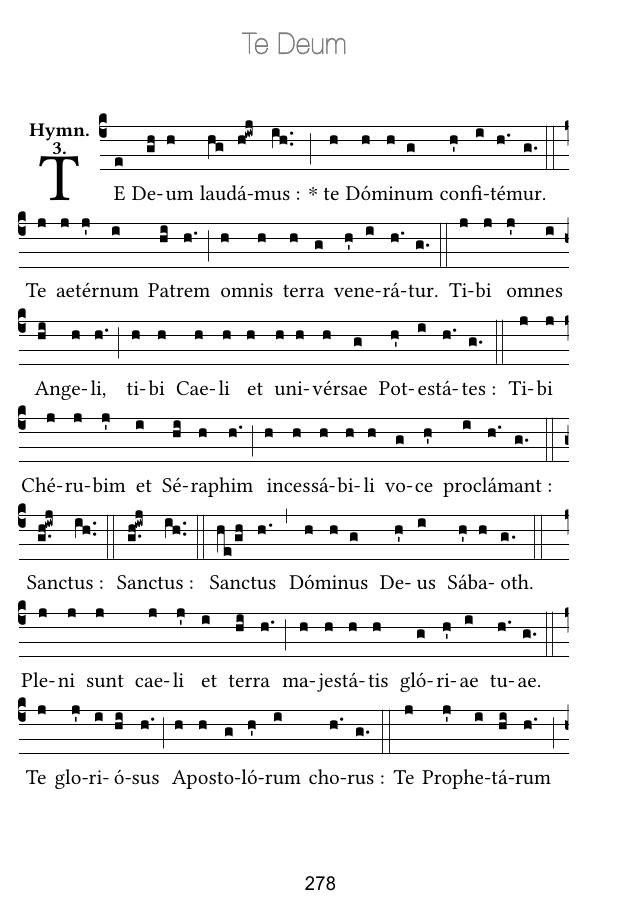 Te Deum
Hymn.
3.
TE De-um laudá-mus : * te Dóminum confi-témur.
Te aetérnum Patrem omnis terra vene-rá-tur. Ti-bi omnes
Ange-li, ti-bi Cae-li et uni-vérsae Pot-está-tes : Ti-bi
Ché-ru-bim et Sé-raphim incessá-bi-li vo-ce proclámant :
Sanctus : Sanctus : Sanctus Dóminus De-us Sába-oth.
Ple-ni sunt cae-li et terra ma-jestá-tis gló-ri-ae tu-ae.
Te glo-ri-ó-sus Aposto-ló-rum cho-rus : Te Prophe-tá-rum
278